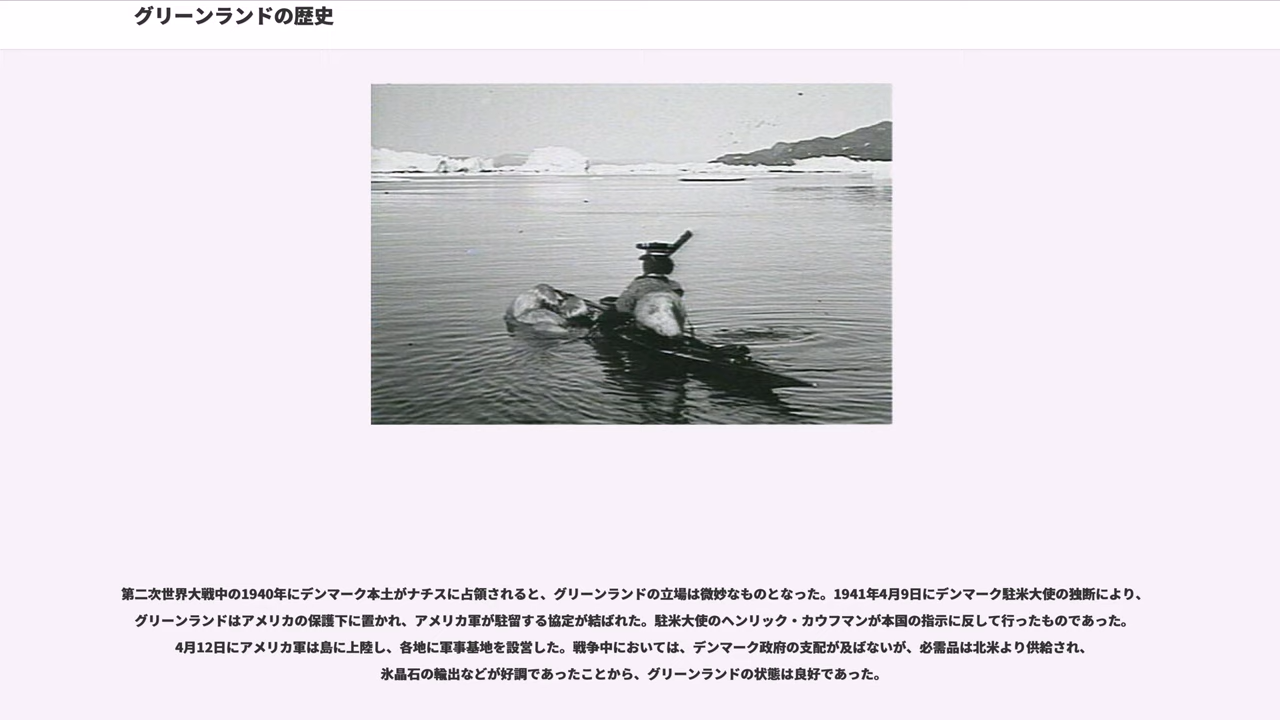 グリーンランドの歴史
第二次世界大戦中の1940年にデンマーク本土がナチスに占領されると、グリーンランドの立場は微妙なものとなった。1941年4月9日にデンマーク駐米大使の独断により、
グリーンランドはアメリカの保護下に置かれ、アメリカ軍が駐留する協定が結ばれた。駐米大使のヘンリック・カウフマンが本国の指示に反して行ったものであった。
4月12日にアメリカ軍は島に上陸し、各地に軍事基地を設営した。戦争中においては、デンマーク政府の支配が及ばないが、必需品は北米より供給され、
氷晶石の輸出などが好調であったことから、グリーンランドの状態は良好であった。